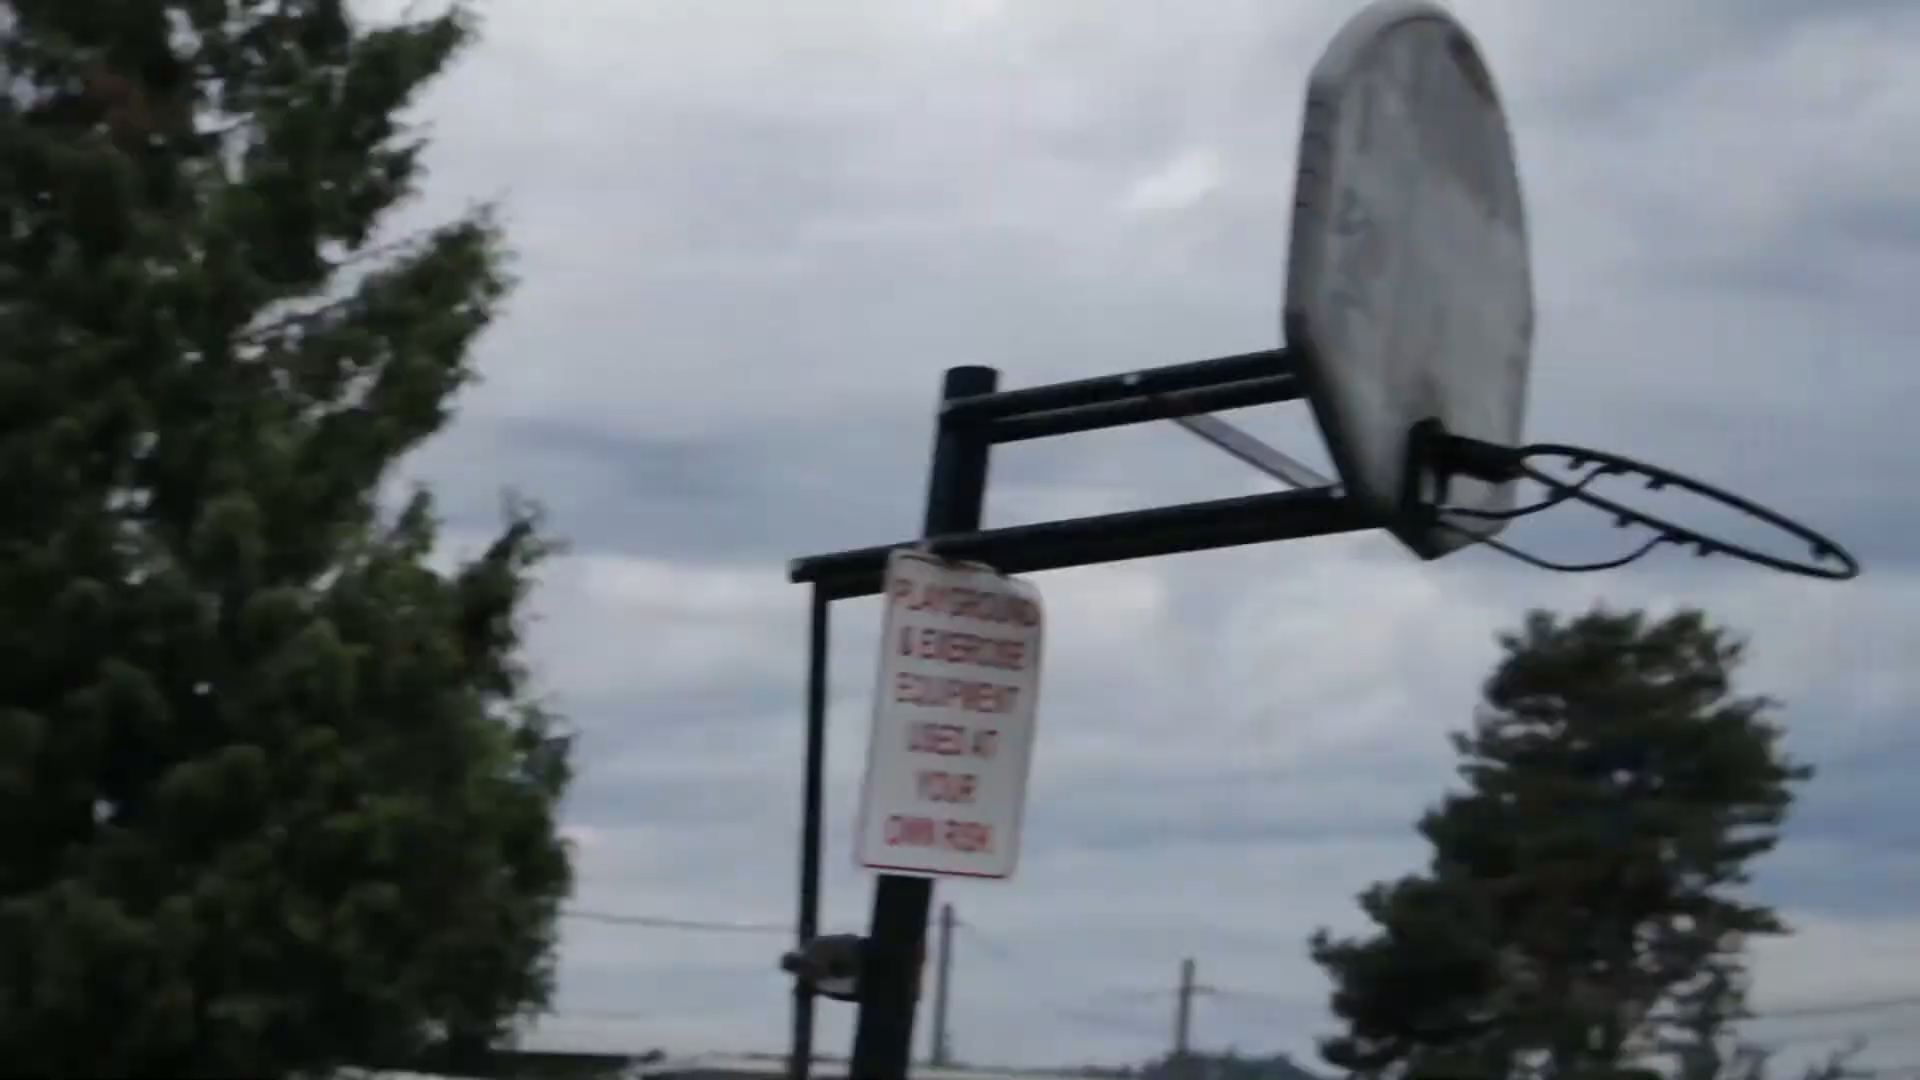 PLAYGROUND
& EXERCISE
EQUIPMENT
USED AT
YOUR
OWN RISK